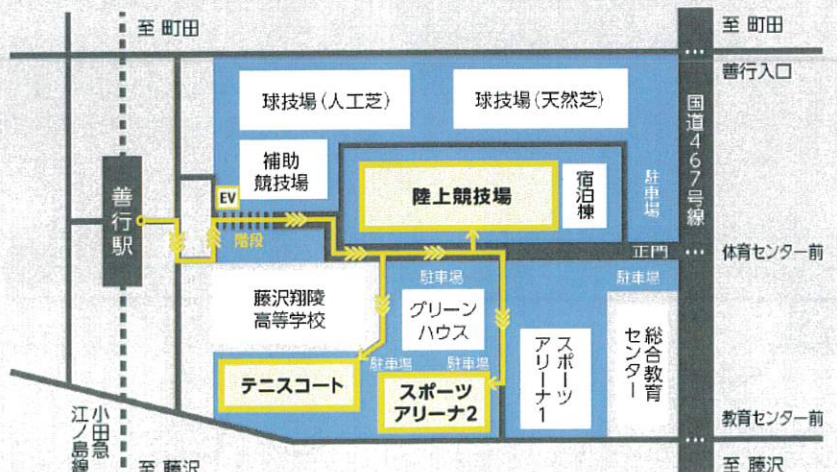 至 町田
至 町田
善行入口
球技場（人工芝）
球技場（天然芝）
国道467号線
補助
競技場
陸上競技場
宿泊棟
駐車場
EV
善行駅
階段
正門
体育センター前
駐車場
駐車場
藤沢翔陵
高等学校
グリーン
ハウス
スポーツ
アリーナ1
総合教育
センター
駐車場
駐車場
テニスコート
スポーツ
アリーナ2
教育センター前
小田急
江ノ島線
至 藤沢
至 藤沢